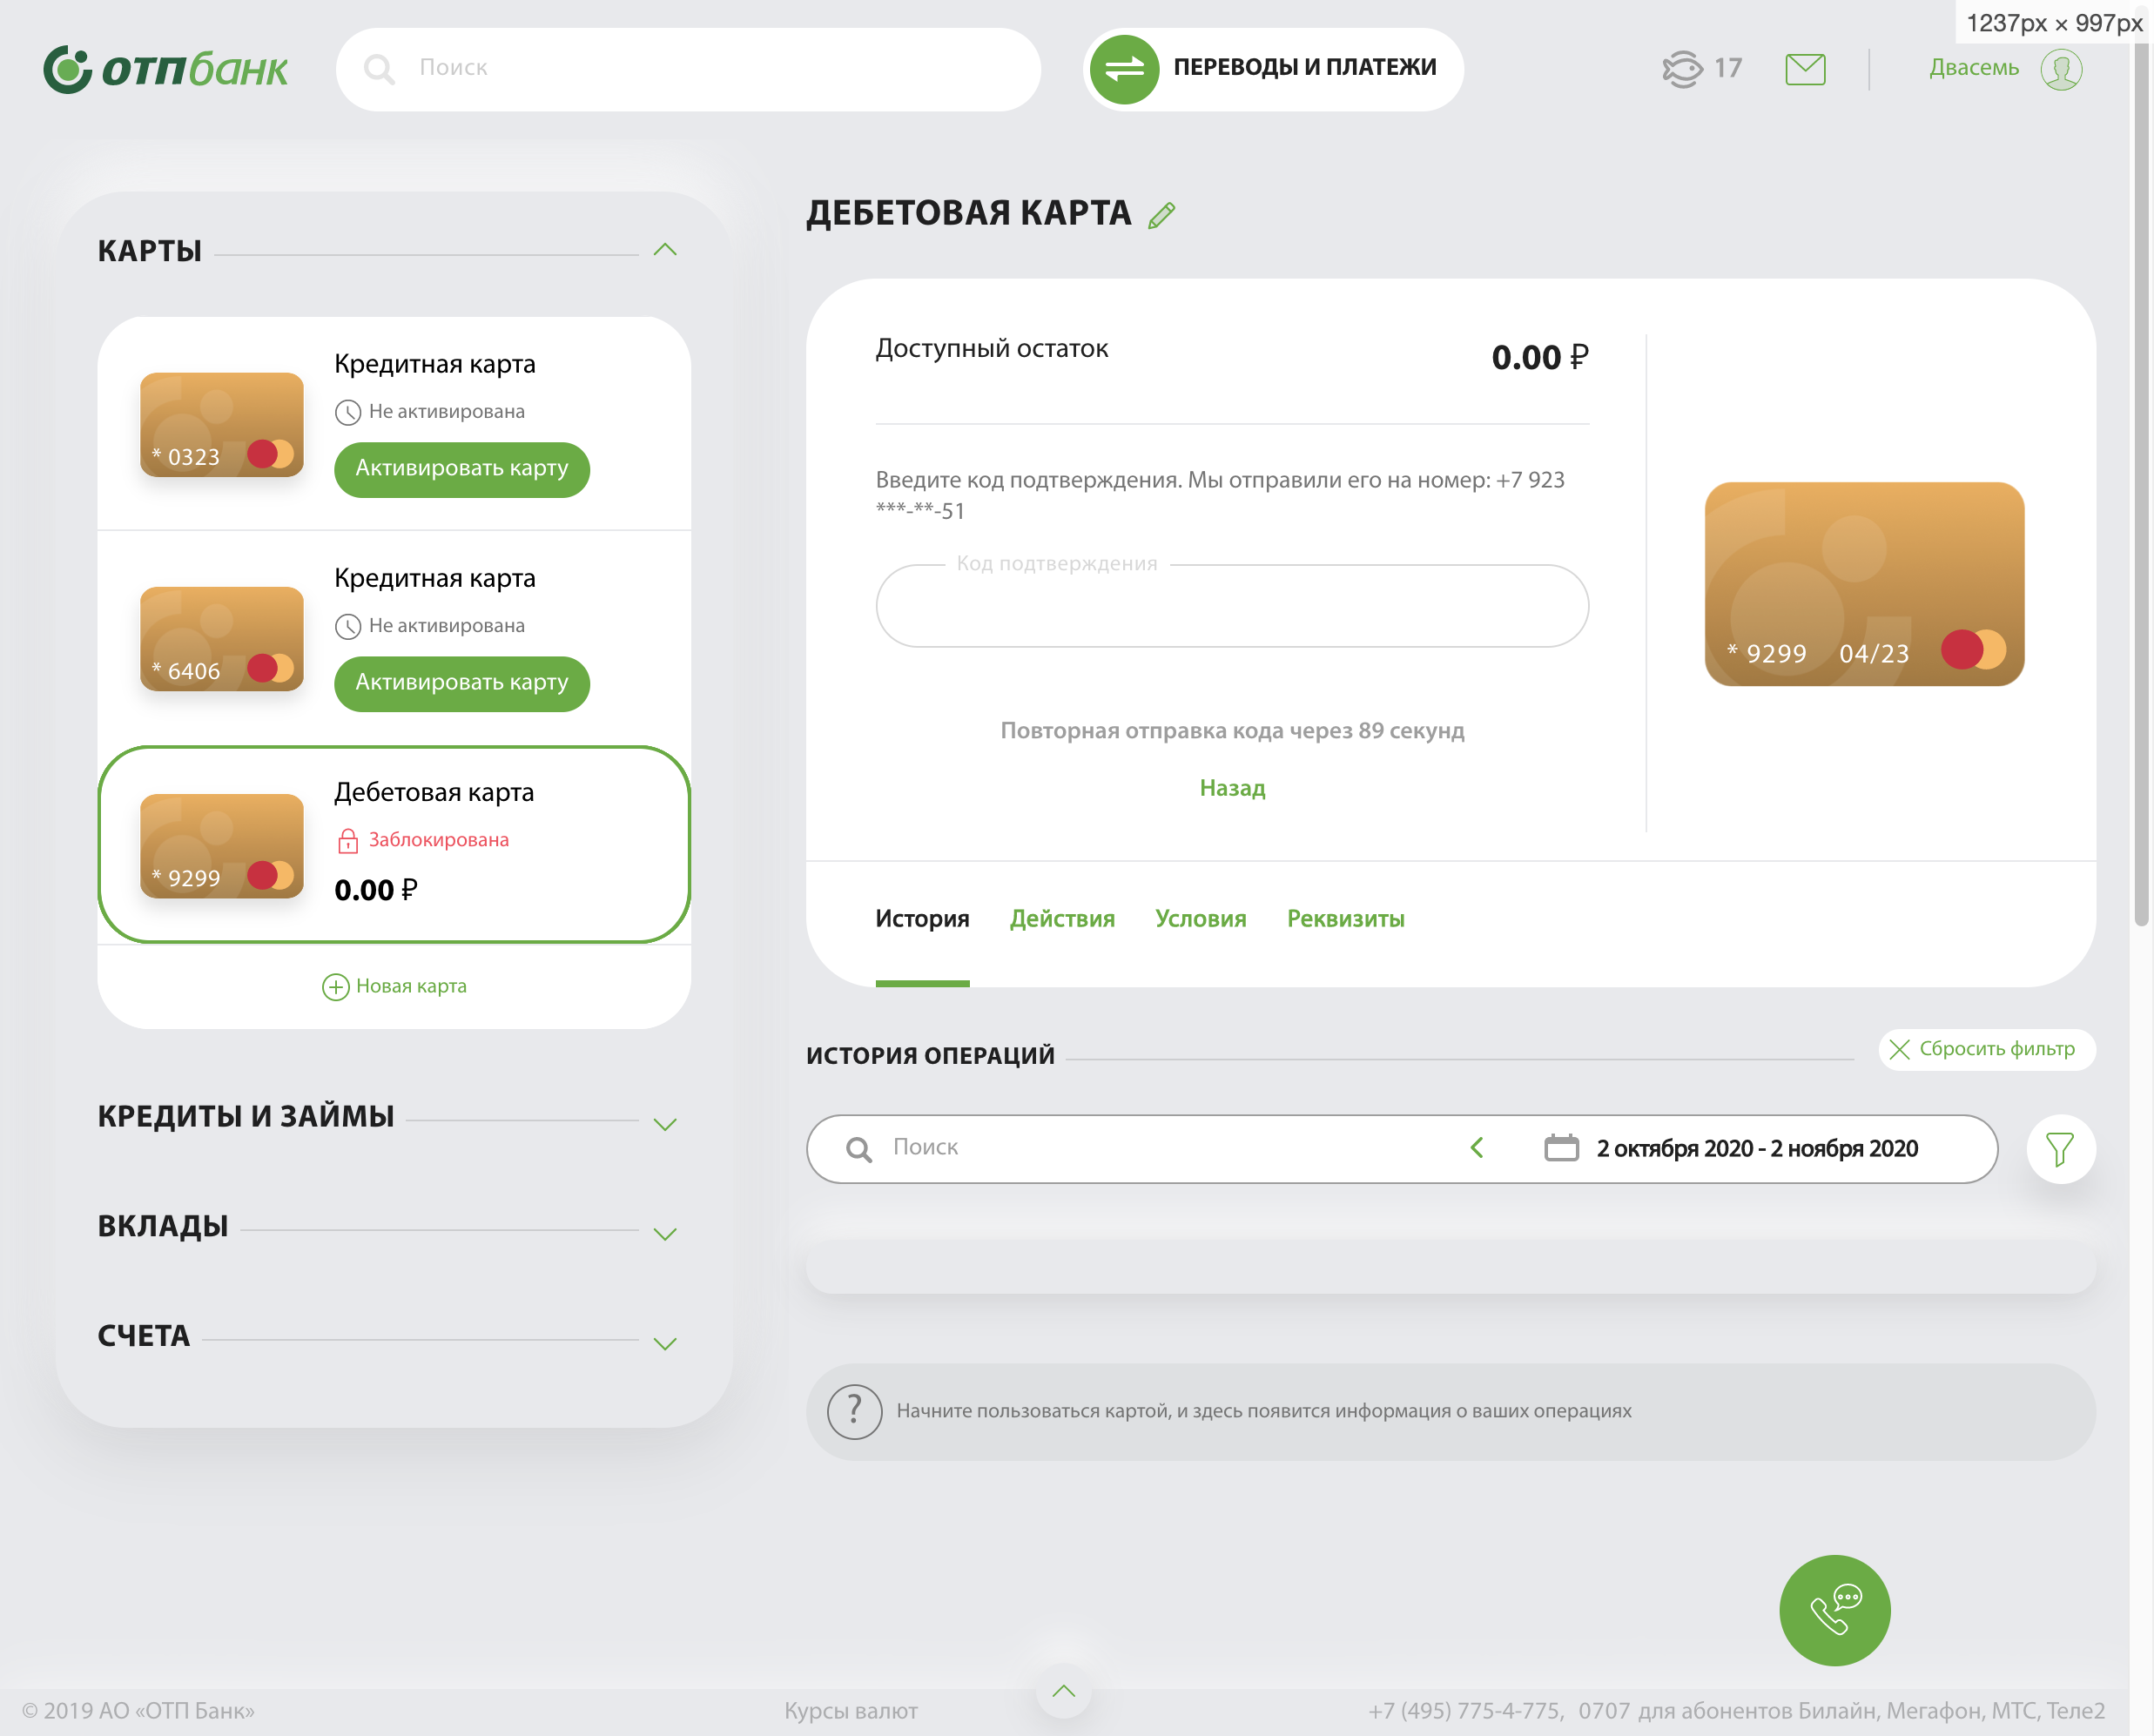 1237px × 997px
ОТПбанк
Поиск
ПЕРЕВОДЫ И ПЛАТЕЖИ
17
Двасемь
КАРТЫ
Кредитная карта
Не активирована
* 0323
Активировать карту
Кредитная карта
Не активирована
* 6406
Активировать карту
Дебетовая карта
Заблокирована
* 9299
0.00 ₽
Новая карта
КРЕДИТЫ И ЗАЙМЫ
ВКЛАДЫ
СЧЕТА
ДЕБЕТОВАЯ КАРТА
Доступный остаток
0.00 ₽
Введите код подтверждения. Мы отправили его на номер: +7 923
***-**-51
Код подтверждения
Повторная отправка кода через 89 секунд
Назад
* 9299 04/23
История Действия Условия Реквизиты
ИСТОРИЯ ОПЕРАЦИЙ
Сбросить фильтр
Поиск
2 октября 2020 - 2 ноября 2020
? Начните пользоваться картой, и здесь появится информация о ваших операциях
© 2019 АО «ОТП Банк»
Курсы валют
+7 (495) 775-4-775, 0707 для абонентов Билайн, Мегафон, МТС, Теле2